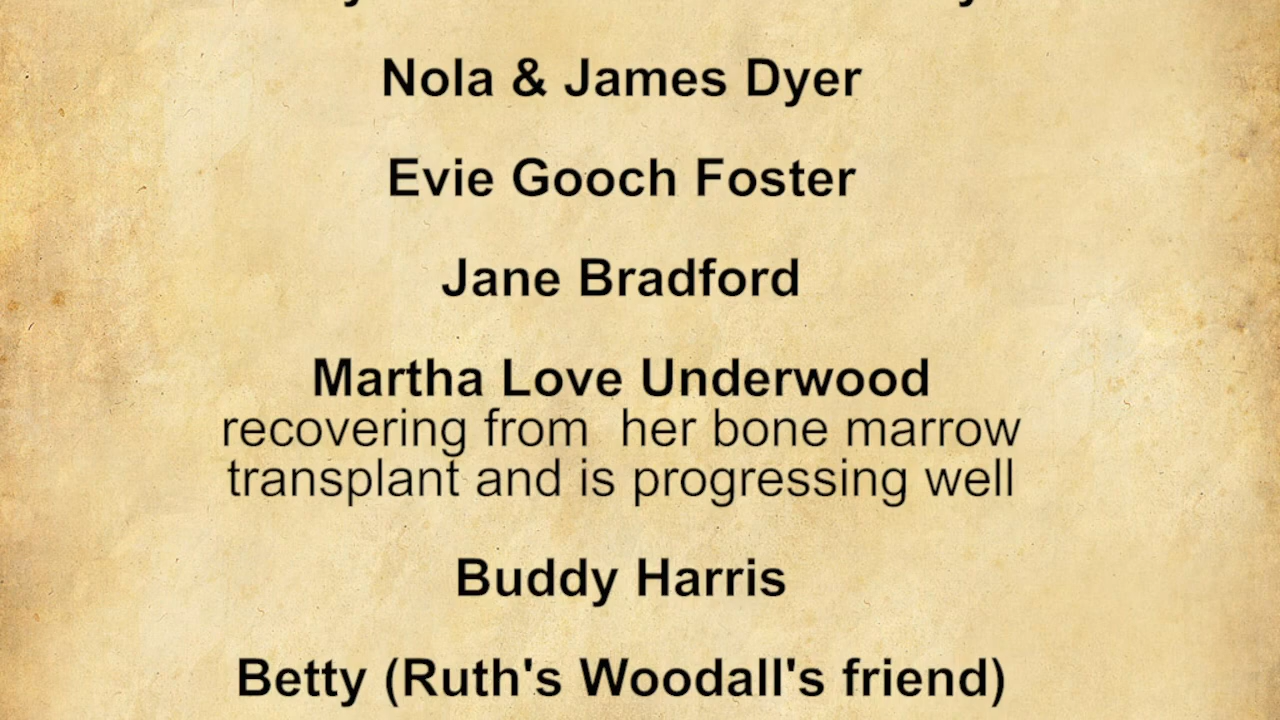 Nola & James Dyer
Evie Gooch Foster
Jane Bradford
Martha Love Underwood
recovering from  her bone marrow
transplant and is progressing well
Buddy Harris
Betty (Ruth's Woodall's friend)